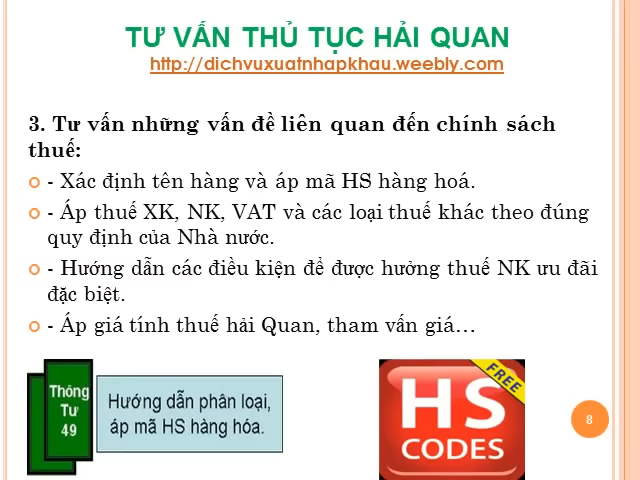 TƯ VẤN THỦ TỤC HẢI QUAN
http://dichvuxuatnhapkhau.weebly.com
3. Tư vấn những vấn đề liên quan đến chính sách
thuế:
- Xác định tên hàng và áp mã HS hàng hoá.
- Áp thuế XK, NK, VAT và các loại thuế khác theo đúng
quy định của Nhà nước.
- Hướng dẫn các điều kiện để được hưởng thuế NK ưu đãi
đặc biệt.
- Áp giá tính thuế hải Quan, tham vấn giá…
Thông
Tư
49
Hướng dẫn phân loại,
áp mã HS hàng hóa.
FREE
HS
CODES
8